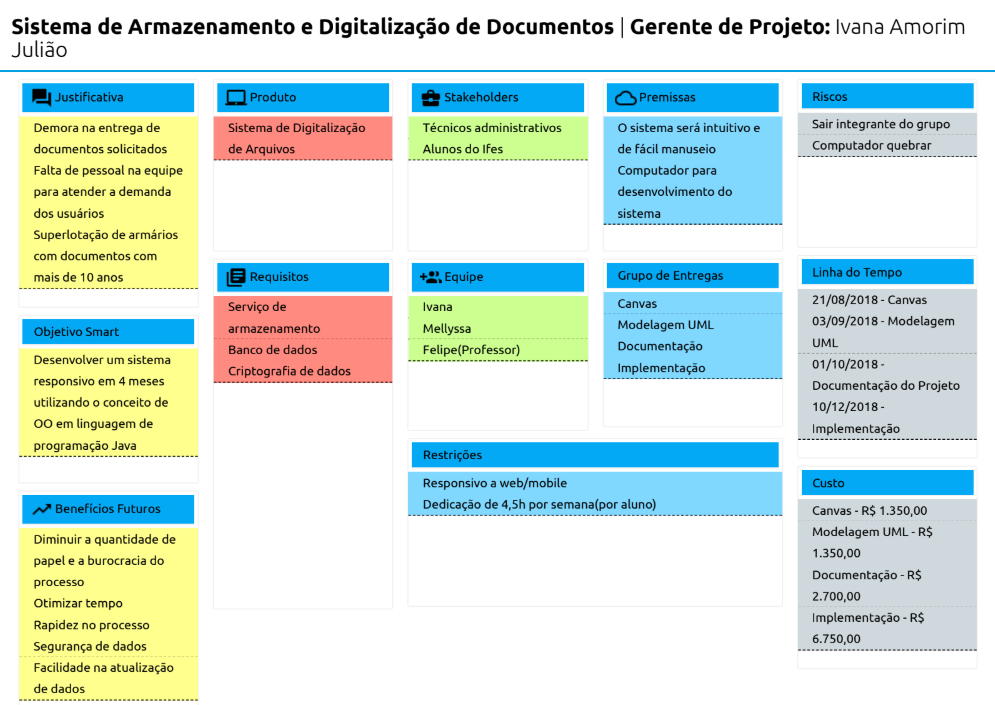 Sistema de Armazenamento e Digitalização de Documentos | Gerente de Projeto: Ivana Amorim
Julião
Justificativa
Demora na entrega de
documentos solicitados
Falta de pessoal na equipe
para atender a demanda
dos usuários
Superlotação de armários
com documentos com
mais de 10 anos
Objetivo Smart
Desenvolver um sistema
responsivo em 4 meses
utilizando o conceito de
OO em linguagem de
programação Java
Benefícios Futuros
Diminuir a quantidade de
papel e a burocracia do
processo
Otimizar tempo
Rapidez no processo
Segurança de dados
Facilidade na atualização
de dados
Produto
Sistema de Digitalização
de Arquivos
Requisitos
Serviço de
armazenamento
Banco de dados
Criptografia de dados
Stakeholders
Técnicos administrativos
Alunos do Ifes
Equipe
Ivana
Mellyssa
Felipe(Professor)
Premissas
O sistema será intuitivo e
de fácil manuseio
Computador para
desenvolvimento do
sistema
Grupo de Entregas
Canvas
Modelagem UML
Documentação
Implementação
Restrições
Responsivo a web/mobile
Dedicação de 4,5h por semana(por aluno)
Riscos
Sair integrante do grupo
Computador quebrar
Linha do Tempo
21/08/2018 - Canvas
03/09/2018 - Modelagem
UML
01/10/2018 -
Documentação do Projeto
10/12/2018 -
Implementação
Custo
Canvas - R$ 1.350,00
Modelagem UML - R$
1.350,00
Documentação - R$
2.700,00
Implementação - R$
6.750,00